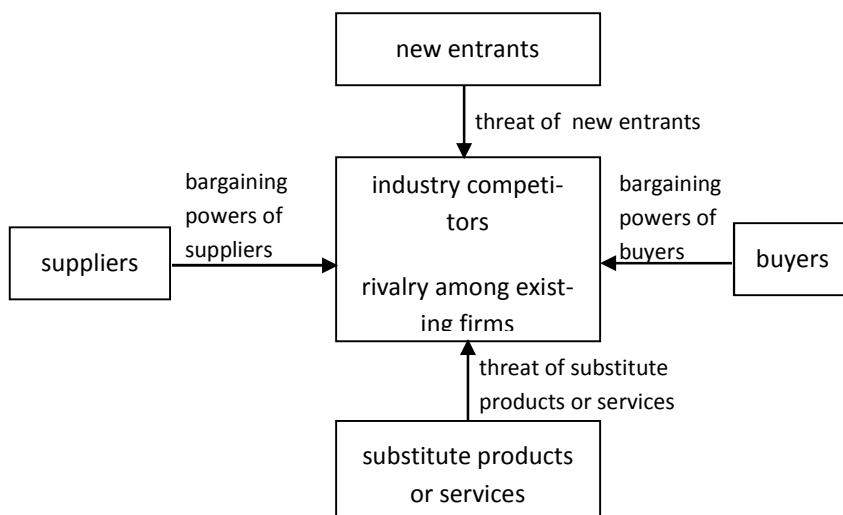 new entrants
threat of  new entrants
industry competi-
tors
rivalry among exist-
ing firms
bargaining
powers of
suppliers
suppliers
bargaining
powers of
buyers
buyers
threat of substitute
products or services
substitute products
or services